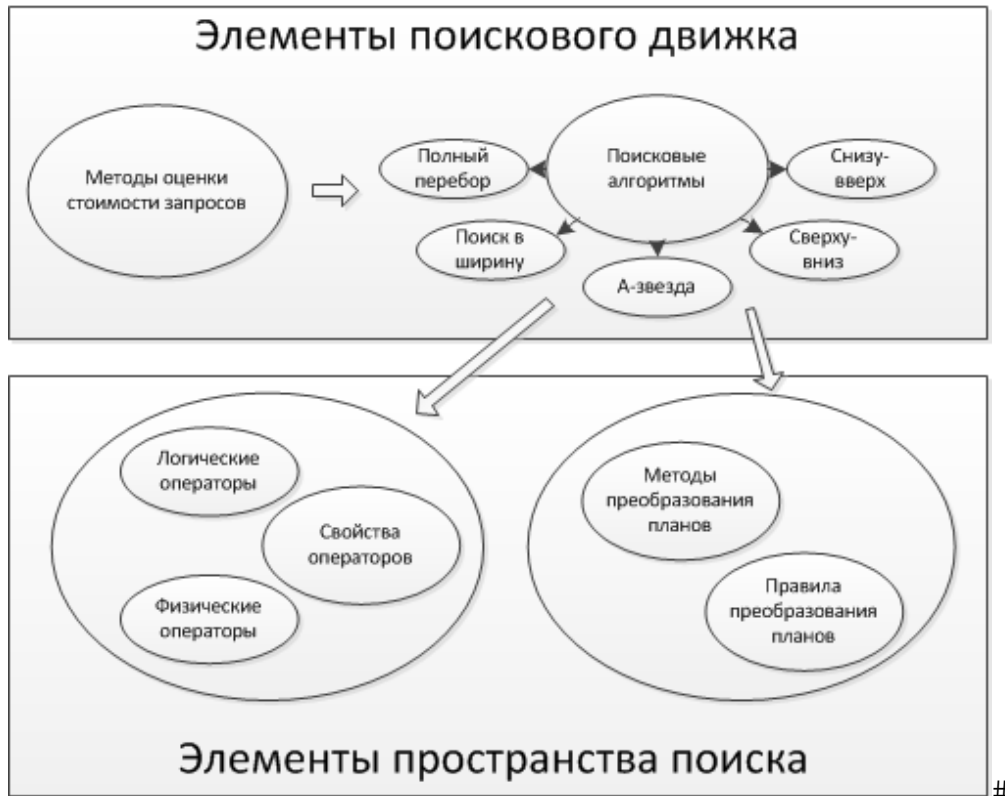 Элементы поискового движка
Методы оценки
стоимости запросов
Полный
перебор
Поисковые
алгоритмы
Снизу-
вверх
Поиск в
ширину
Сверху-
вниз
А-звезда
Логические
операторы
Свойства
операторов
Физические
операторы
Методы
преобразования
планов
Правила
преобразования
планов
Элементы пространства поиска
#